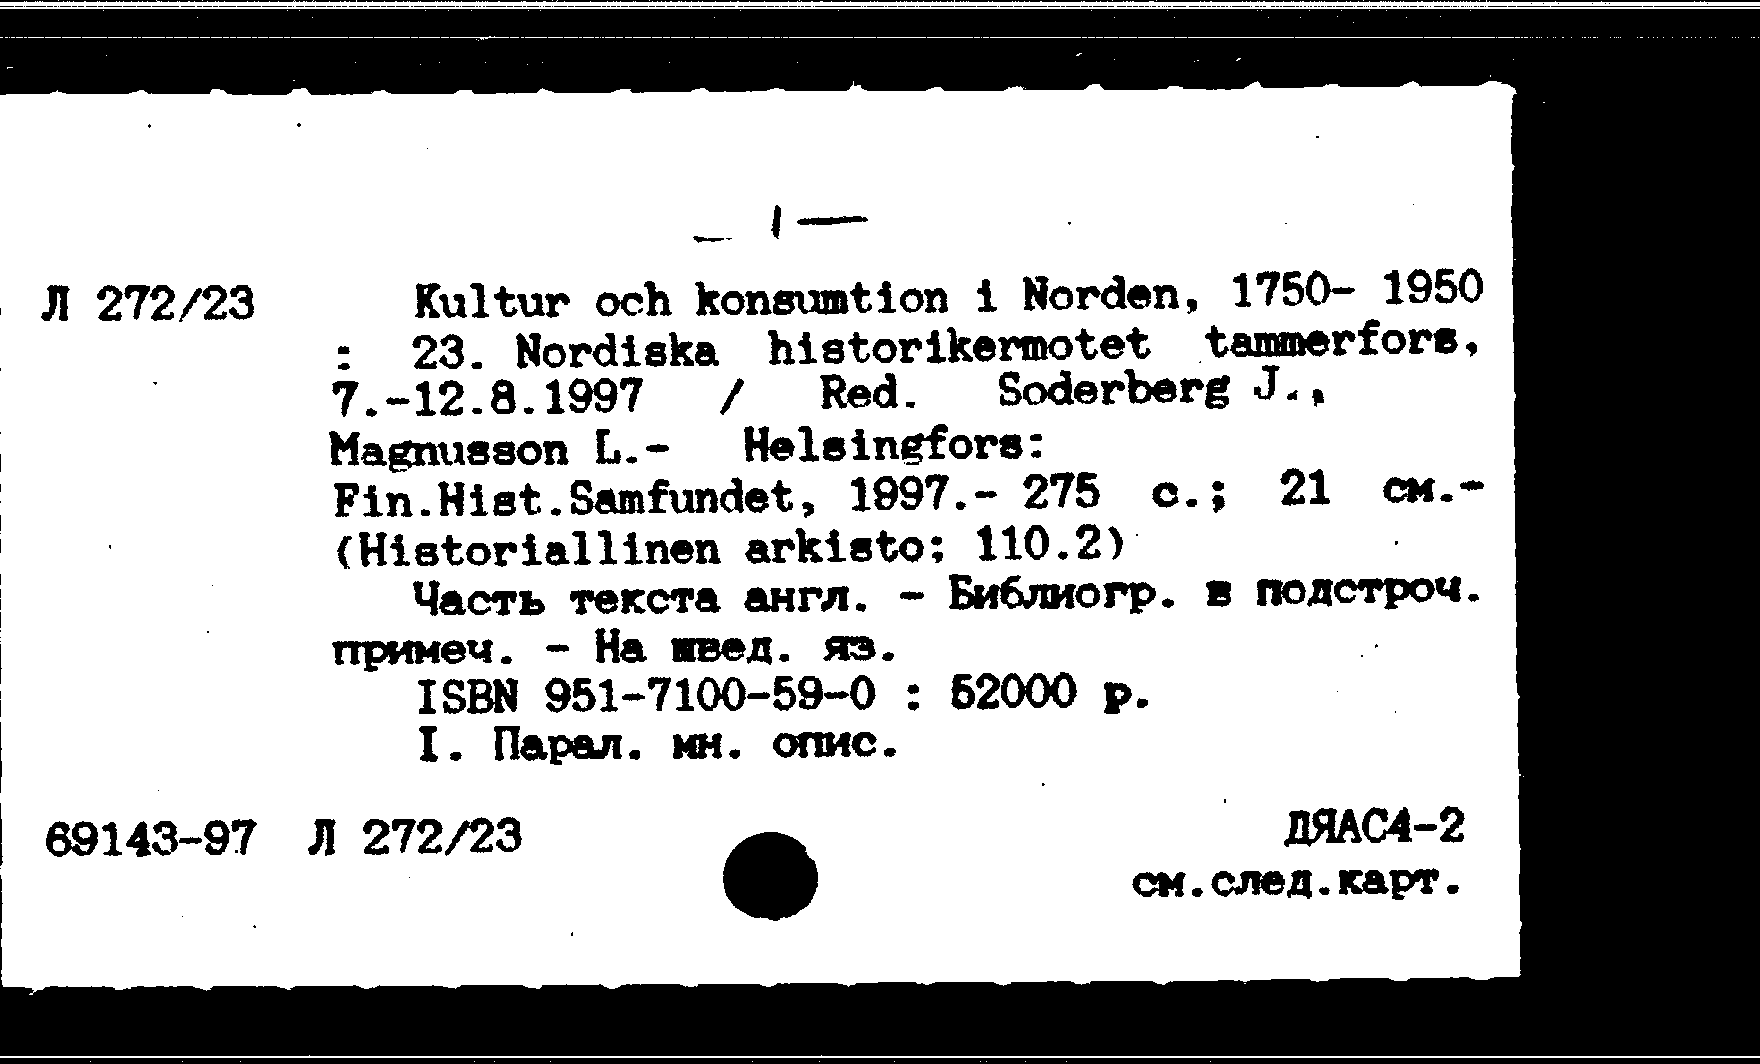 Л 272/23 Kultur och konsumtion i Norden, 1750- 1950
: 23. Nordiska historikermotet tammerfors,
7.-12.8.1997 / Red. Soderberg J.,
Magnusson L.- Helsingfors:
Fin.Hist.Samfundet, 1997.- 275 с.; 21 см.-
(Historiallinen arkisto; 110.2)
Часть текста англ. - Библиогр. в подстроч.
примеч. - На швед. яз.
ISBN 951-7100-59-0 : 52000 р.
I. Парал. мн. опис.
69143-97 Л 272/23 ДЯАС4-2
см.след.карт.